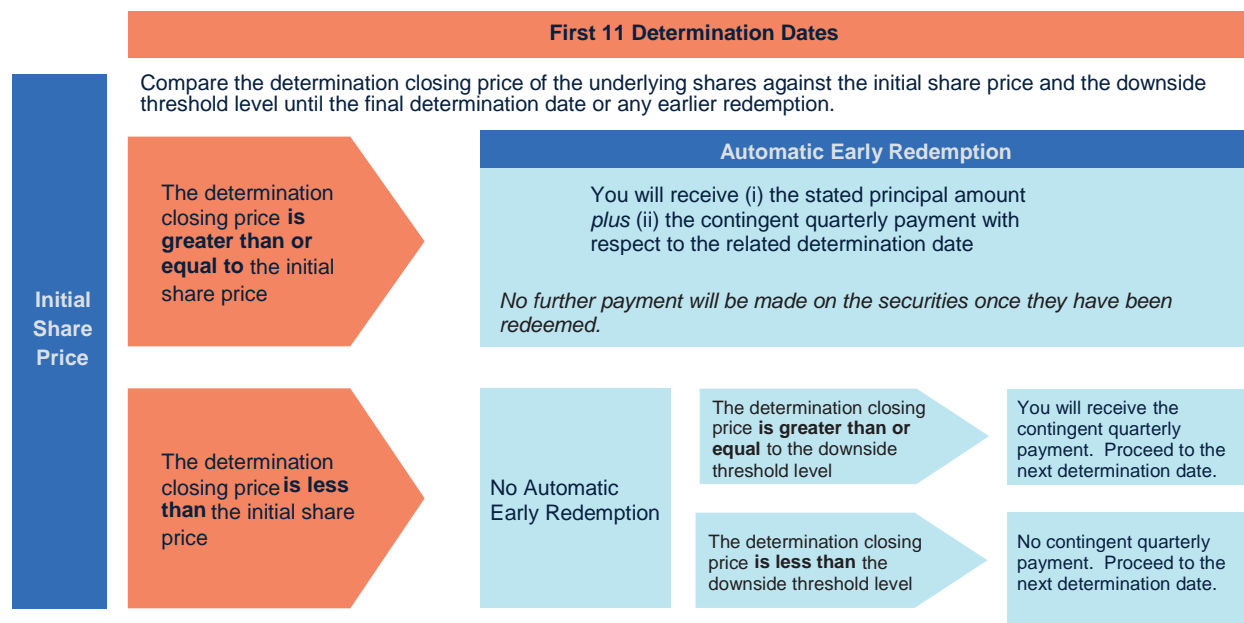 First 11 Determination Dates
Compare the determination closing price of the underlying shares against the initial share price and the downside
threshold level until the final determination date or any earlier redemption.
Initial
Share
Price
The determination
closing price is
greater than or
equal to the initial
share price
Automatic Early Redemption
You will receive (i) the stated principal amount
plus (ii) the contingent quarterly payment with
respect to the related determination date
No further payment will be made on the securities once they have been
redeemed.
The determination
closing price is less
than the initial share
price
No Automatic
Early Redemption
The determination closing
price is greater than or
equal to the downside
threshold level
You will receive the
contingent quarterly
payment. Proceed to the
next determination date.
The determination closing
price is less than the
downside threshold level
No contingent quarterly
payment. Proceed to the
next determination date.